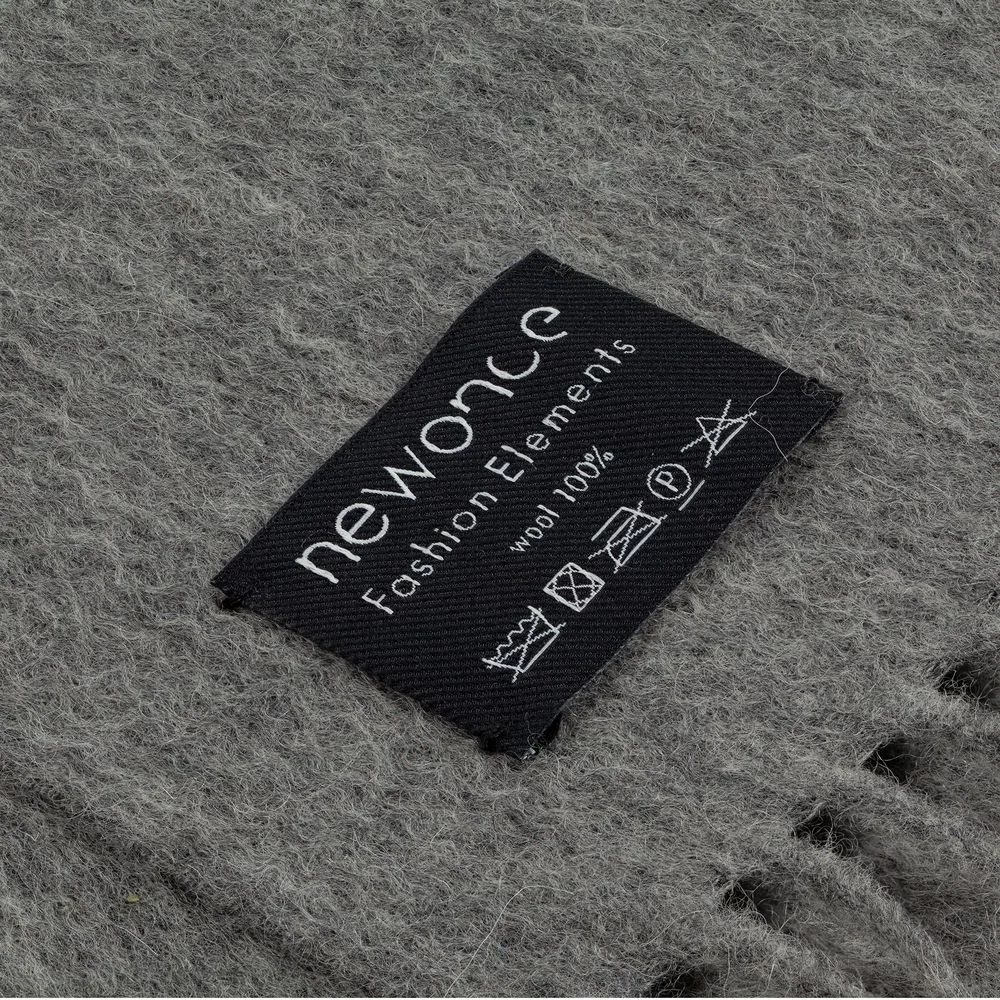 newonce
Fashion Elements
wool 100%
P